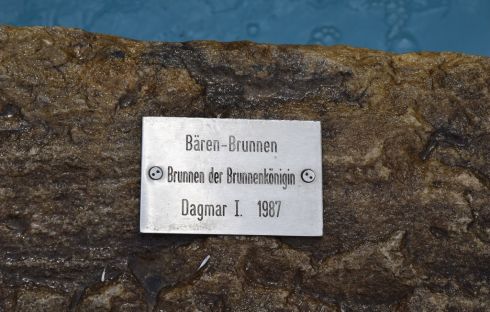 Bären-Brunnen
Brunnen der Brunnenkönigin
Dagmar I. 1987